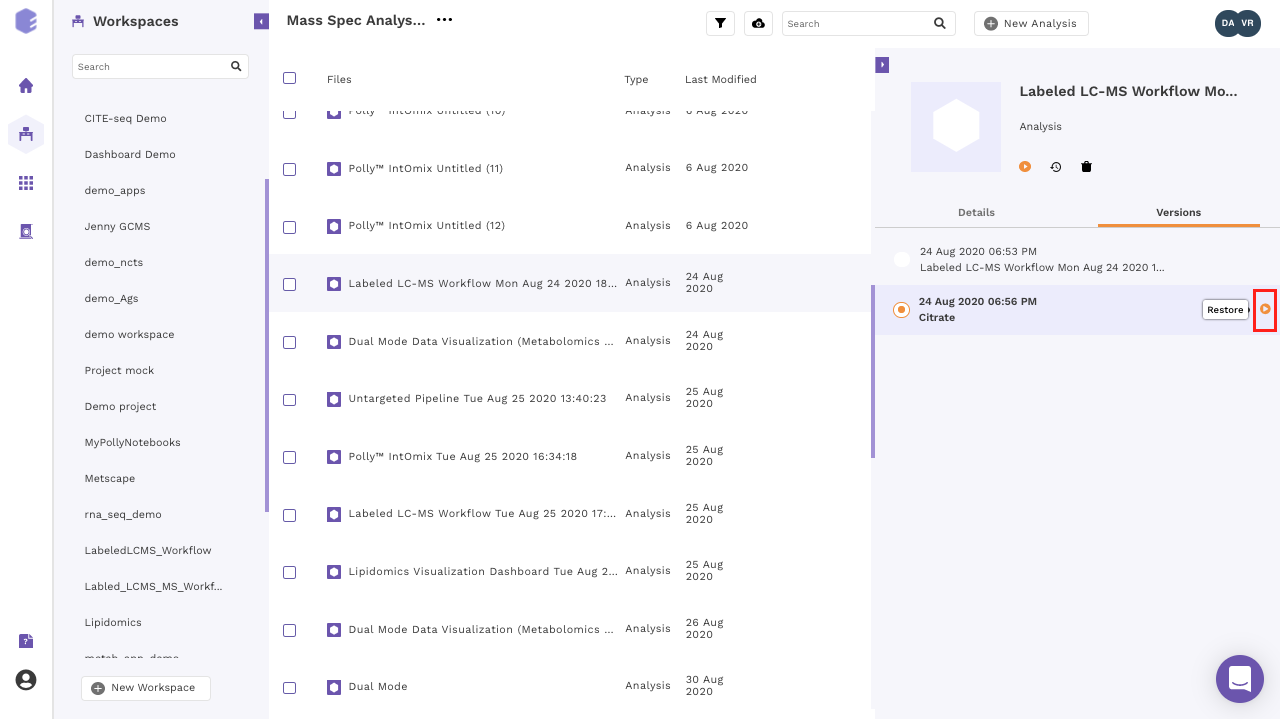 Workspaces
Search
CITE-seq Demo
Dashboard Demo
demo_apps
Jenny GCMS
demo_ncts
demo_Ags
demo workspace
Project mock
Demo project
MyPollyNotebooks
Metscape
rna_seq_demo
LabeledLCMS_Workflow
Labled_LCMS_MS_Workf...
Lipidomics
metab_app_demo
New Workspace
Mass Spec Analys... •••
Search
New Analysis
DA VR
Files Type Last Modified
Polly™ IntOmix Untitled (10) Analysis 6 Aug 2020
Polly™ IntOmix Untitled (11) Analysis 6 Aug 2020
Polly™ IntOmix Untitled (12) Analysis 6 Aug 2020
Labeled LC-MS Workflow Mon Aug 24 2020 18... Analysis 24 Aug
2020
Dual Mode Data Visualization (Metabolomics ... Analysis 24 Aug
2020
Untargeted Pipeline Tue Aug 25 2020 13:40:23 Analysis 25 Aug
2020
Polly™ IntOmix Tue Aug 25 2020 16:34:18 Analysis 25 Aug
2020
Labeled LC-MS Workflow Tue Aug 25 2020 17:... Analysis 25 Aug
2020
Lipidomics Visualization Dashboard Tue Aug 2... Analysis 25 Aug
2020
Dual Mode Data Visualization (Metabolomics ... Analysis 26 Aug
2020
Dual Mode Analysis 30 Aug
2020
Labeled LC-MS Workflow Mo...
Analysis
Details Versions
24 Aug 2020 06:53 PM
Labeled LC-MS Workflow Mon Aug 24 2020 1...
24 Aug 2020 06:56 PM
Citrate
Restore